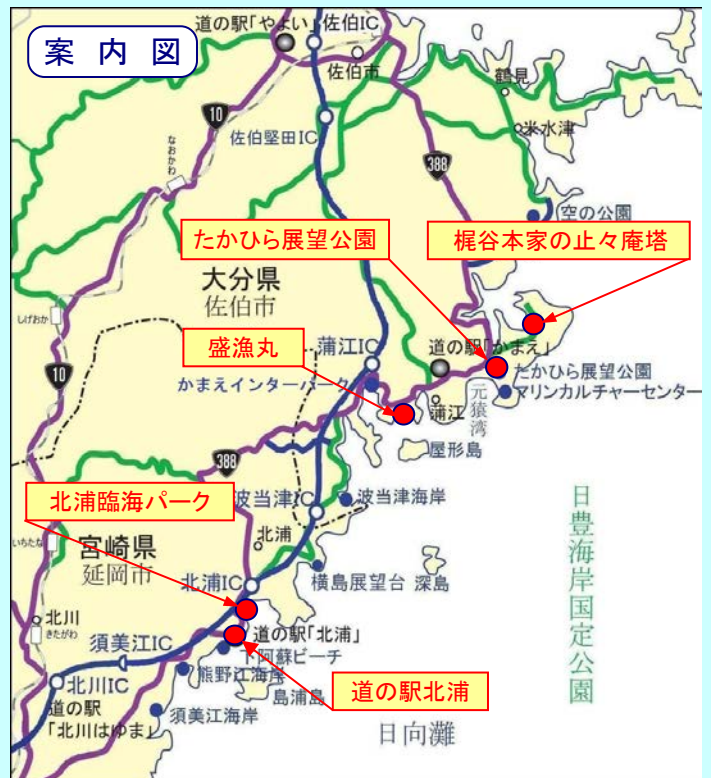 案内図
道の駅「やよい」
佐伯IC
佐伯市
鶴見
10
米水津
なおかわ
佐伯堅田IC
388
空の公園
たかひら展望公園
梶谷本家の止々庵塔
大分県
佐伯市
しげおか
盛漁丸
蒲江IC
道の駅「かまえ」
10
かまえインターパーク
たかひら展望公園
マリンカルチャーセンター
蒲江
元猿湾
屋形島
388
北浦臨海パーク
波当津IC
波当津海岸
日豊海岸国定公園
いちたな
宮崎県
延岡市
北浦
横島展望台
深島
北浦IC
北川
きたがわ
須美江IC
道の駅「北浦」
下阿蘇ビーチ
熊野江海岸
北川IC
島浦島
道の駅北浦
道の駅
「北川はゆま」
須美江海岸
日向灘